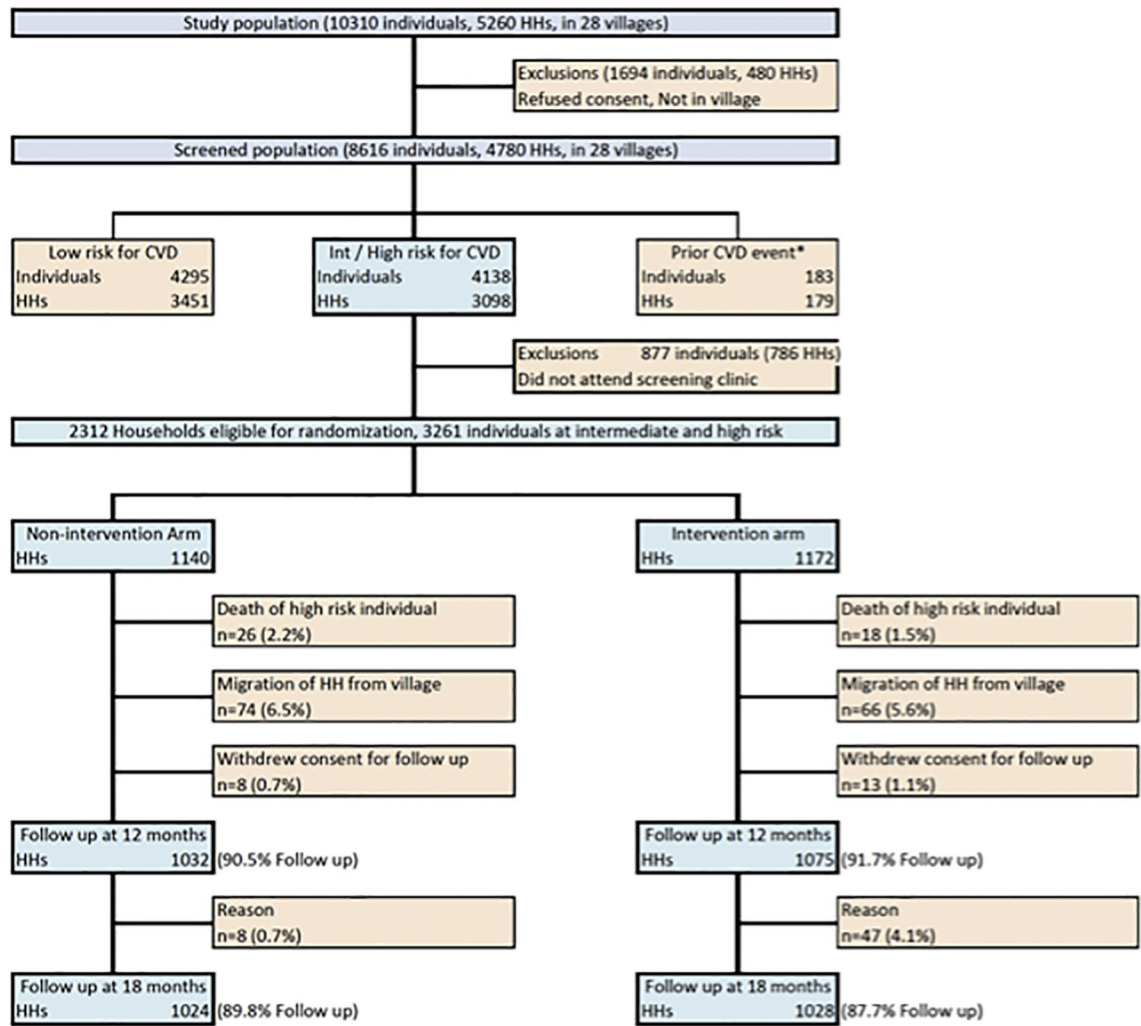 Study population (10310 individuals, 5260 HHs, in 28 villages)
Exclusions (1694 individuals, 480 HHs)
Refused consent, Not in village
Screened population (8616 individuals, 4780 HHs, in 28 villages)
Low risk for CVD
Individuals 4295
HHs 3451
Int / High risk for CVD
Individuals 4138
HHs 3098
Prior CVD event*
Individuals 183
HHs 179
Exclusions 877 individuals (786 HHs)
Did not attend screening clinic
2312 Households eligible for randomization, 3261 individuals at intermediate and high risk
Non-intervention Arm
HHs 1140
Death of high risk individual
n=26 (2.2%)
Migration of HH from village
n=74 (6.5%)
Withdrew consent for follow up
n=8 (0.7%)
Follow up at 12 months
HHs 1032 (90.5% Follow up)
Reason
n=8 (0.7%)
Follow up at 18 months
HHs 1024 (89.8% Follow up)
Intervention arm
HHs 1172
Death of high risk individual
n=18 (1.5%)
Migration of HH from village
n=66 (5.6%)
Withdrew consent for follow up
n=13 (1.1%)
Follow up at 12 months
HHs 1075 (91.7% Follow up)
Reason
n=47 (4.1%)
Follow up at 18 months
HHs 1028 (87.7% Follow up)